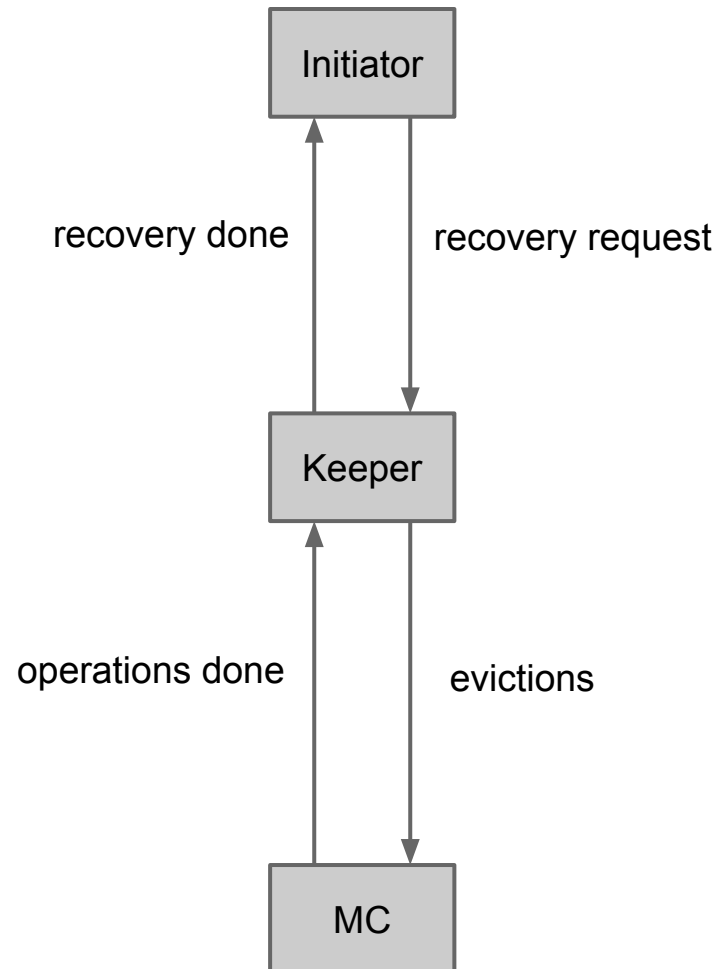 Initiator
recovery done
recovery request
Keeper
operations done
evictions
MC